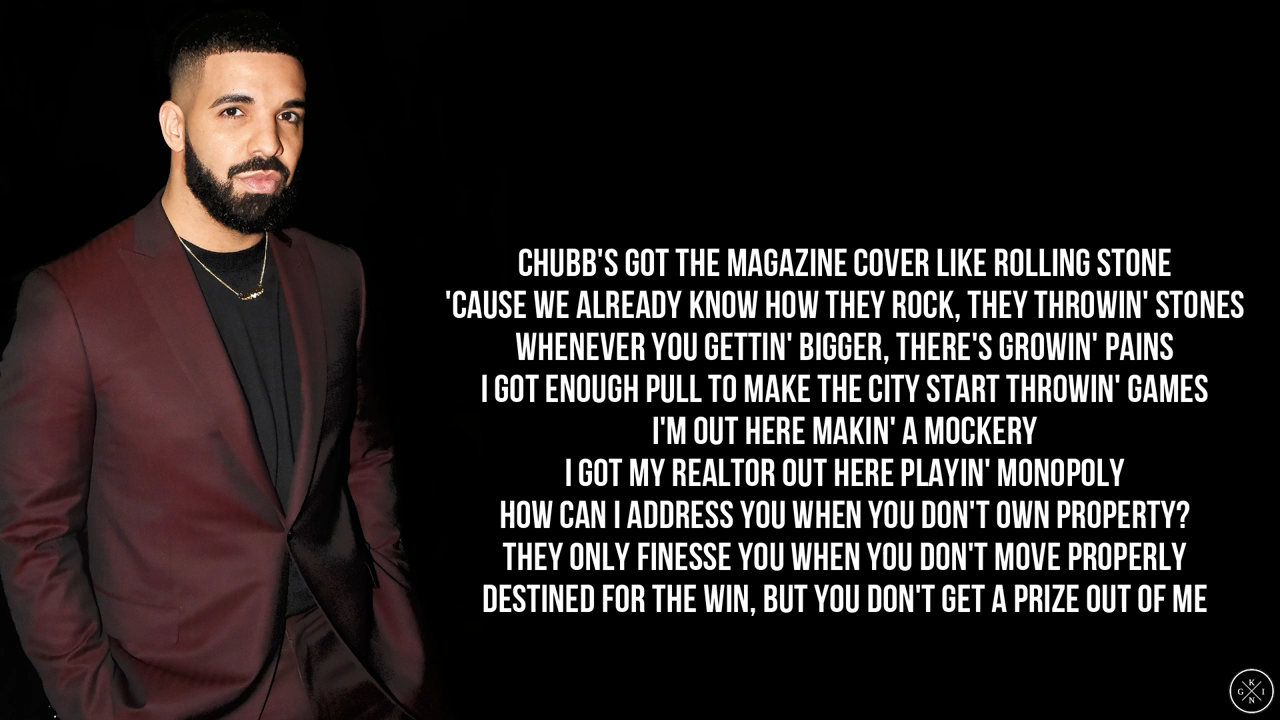 CHUBB'S GOT THE MAGAZINE COVER LIKE ROLLING STONE
'CAUSE WE ALREADY KNOW HOW THEY ROCK, THEY THROWIN' STONES
WHENEVER YOU GETTIN' BIGGER, THERE'S GROWIN' PAINS
I GOT ENOUGH PULL TO MAKE THE CITY START THROWIN' GAMES
I'M OUT HERE MAKIN' A MOCKERY
I GOT MY REALTOR OUT HERE PLAYIN' MONOPOLY
HOW CAN I ADDRESS YOU WHEN YOU DON'T OWN PROPERTY?
THEY ONLY FINESSE YOU WHEN YOU DON'T MOVE PROPERLY
DESTINED FOR THE WIN, BUT YOU DON'T GET A PRIZE OUT OF ME
K
G I
N